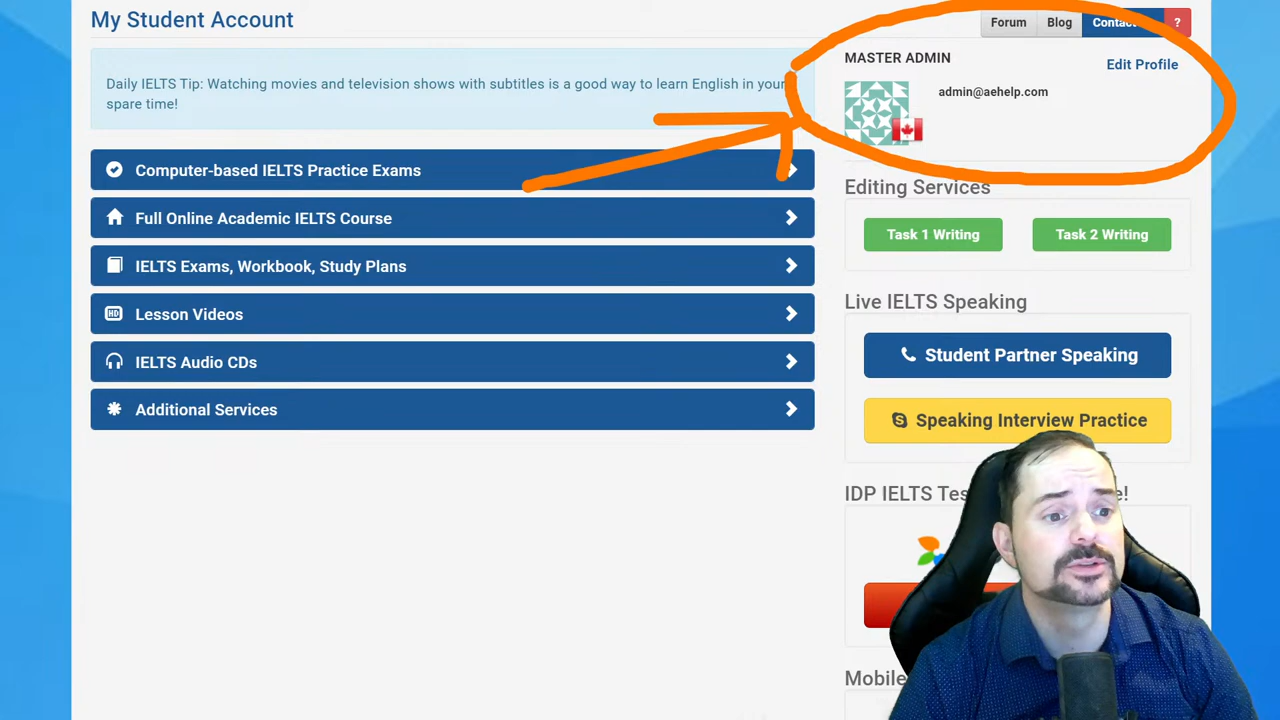 My Student Account
Forum
Blog
Contact
?
Daily IELTS Tip: Watching movies and television shows with subtitles is a good way to learn English in your
spare time!
MASTER ADMIN
Edit Profile
admin@aehelp.com
Computer-based IELTS Practice Exams
Full Online Academic IELTS Course
IELTS Exams, Workbook, Study Plans
HD
Lesson Videos
IELTS Audio CDs
Additional Services
Editing Services
Task 1 Writing
Task 2 Writing
Live IELTS Speaking
Student Partner Speaking
Speaking Interview Practice
IDP IELTS
Mobile